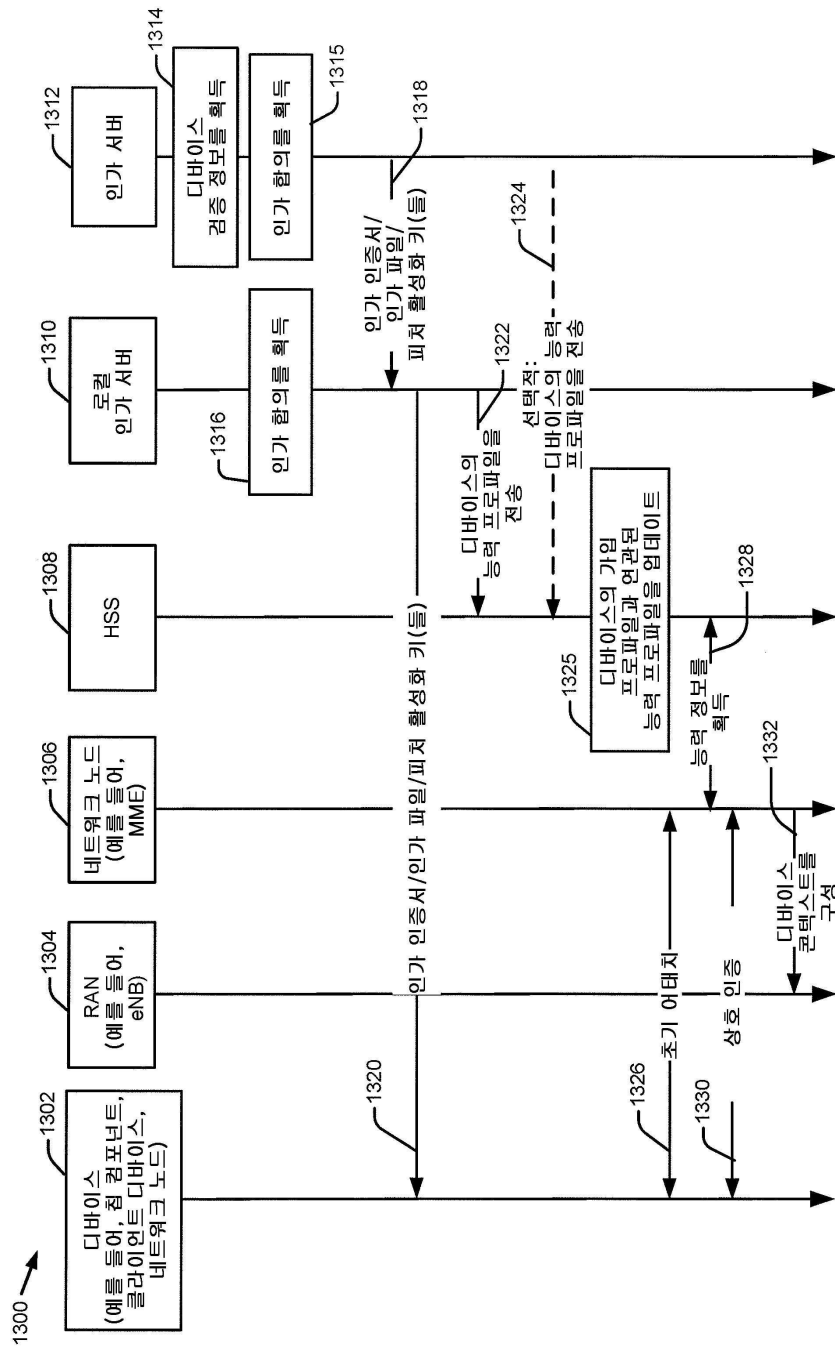 1300
1302
디바이스
(예를 들어, 칩 컴포넌트,
클라이언트 디바이스,
네트워크 노드)
1304
RAN
(예를 들어,
eNB)
1306
네트워크 노드
(예를 들어,
MME)
1308
HSS
1310
로컬
인가 서버
1312
인가 서버
1314
디바이스
검증 정보를 획득
1315
인가 합의를 획득
1316
인가 합의를 획득
1318
인가 인증서/
인가 파일/
피처 활성화 키(들)
1320
인가 인증서/인가 파일/피처 활성화 키(들)
1322
디바이스의
능력 프로파일을
전송
1324
선택적:
디바이스의 능력
프로파일을 전송
1325
디바이스의 가입
프로파일과 연관된
능력 프로파일을 업데이트
1326
초기 어태치
1328
능력 정보를
획득
1330
상호 인증
1332
디바이스
콘텍스트를
구성